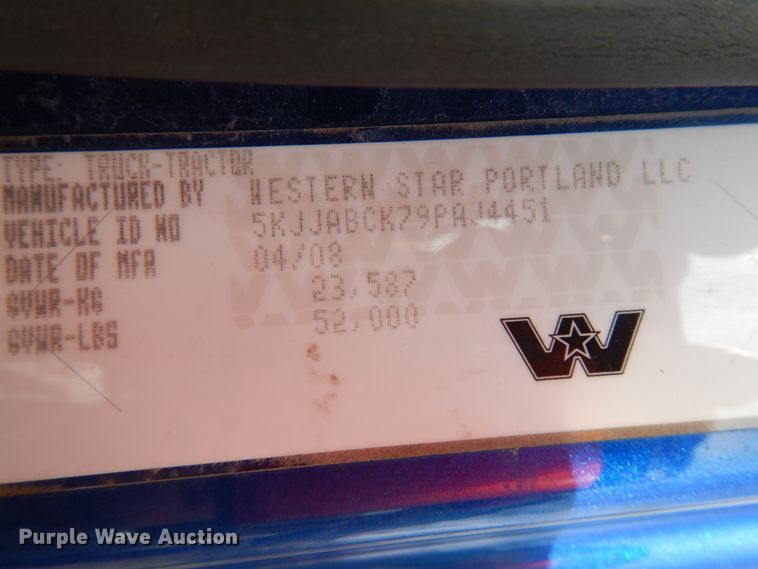 TYPE: TRUCK-TRACTOR
MANUFACTURED BY WESTERN STAR PORTLAND LLC
VEHICLE ID NO 5KJJABCK79PAJ4451
DATE OF MFR 04/08
GVWR-KG 23,587
GVWR-LBS 52,000
W
Purple Wave Auction®